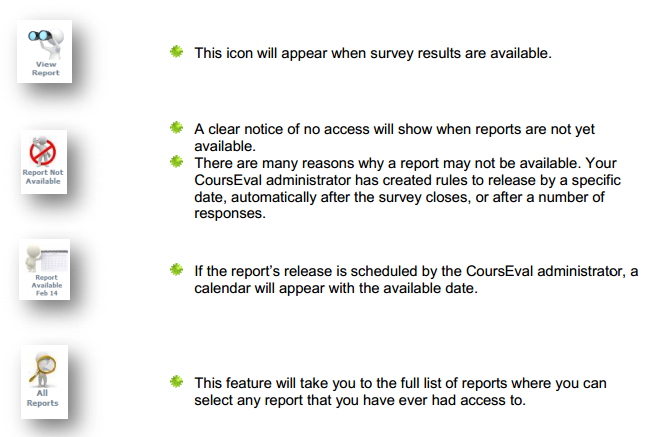 View
Report
This icon will appear when survey results are available.
Report Not
Available
A clear notice of no access will show when reports are not yet
available.
There are many reasons why a report may not be available. Your
CoursEval administrator has created rules to release by a specific
date, automatically after the survey closes, or after a number of
responses.
Report
Available
Feb 14
If the report's release is scheduled by the CoursEval administrator, a
calendar will appear with the available date.
All
Reports
This feature will take you to the full list of reports where you can
select any report that you have ever had access to.